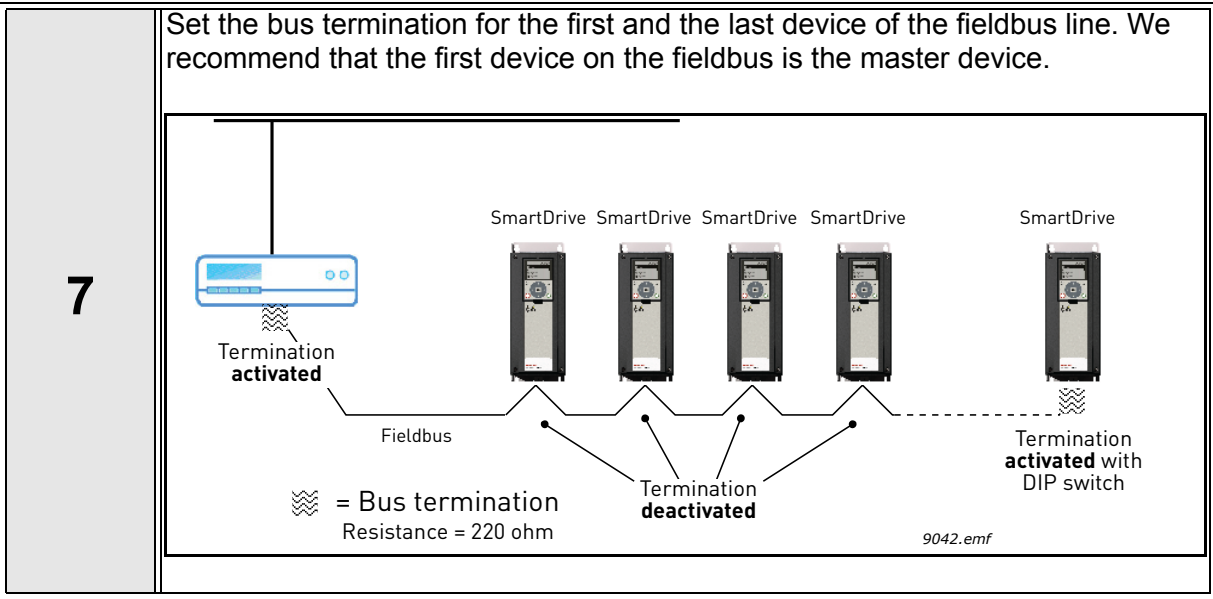 Set the bus termination for the first and the last device of the fieldbus line. We
recommend that the first device on the fieldbus is the master device.
7
SmartDrive SmartDrive SmartDrive SmartDrive SmartDrive
Termination
activated
Fieldbus
Termination
deactivated
Termination
activated with
DIP switch
= Bus termination
Resistance = 220 ohm
9042.emf